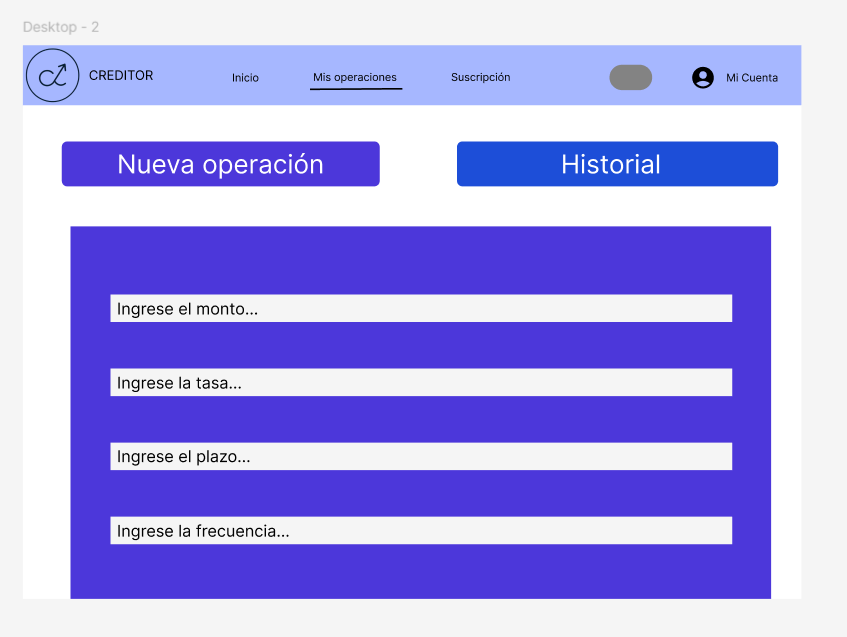 Desktop - 2
CREDITOR
Inicio
Mis operaciones
Suscripción
Mi Cuenta
Nueva operación
Historial
Ingrese el monto...
Ingrese la tasa...
Ingrese el plazo...
Ingrese la frecuencia...